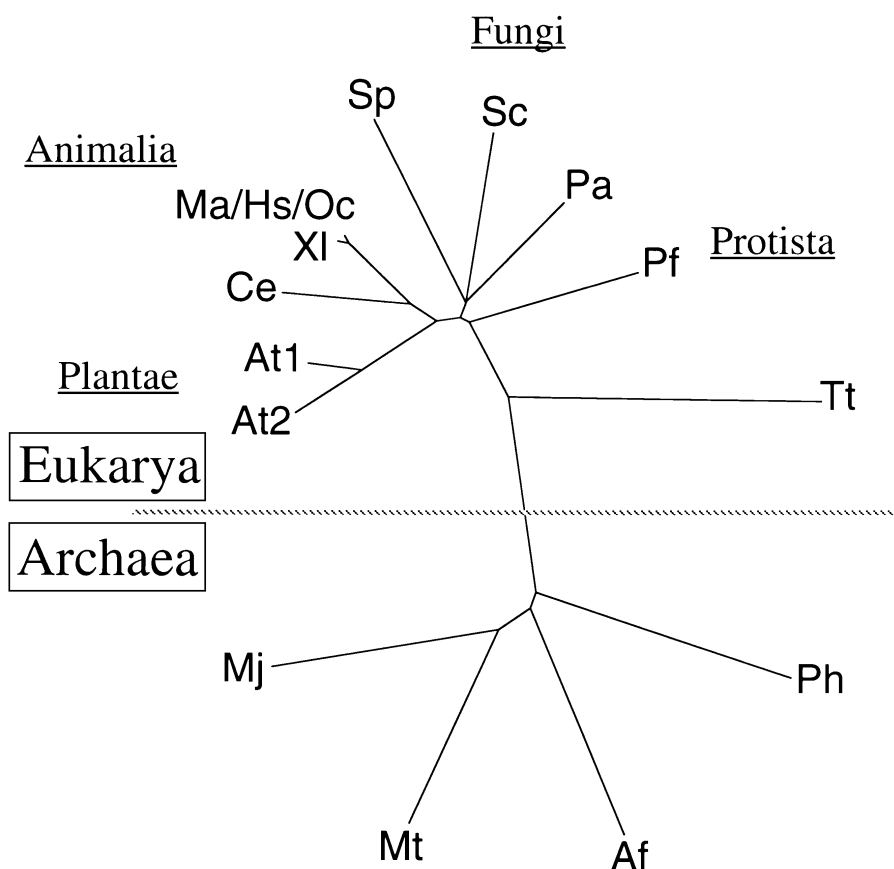 Fungi
Sp
Sc
Animalia
Pa
Ma/Hs/Oc
Xl
Protista
Pf
Ce
At1
Plantae
Tt
At2
Eukarya
Archaea
Mj
Ph
Mt
Af